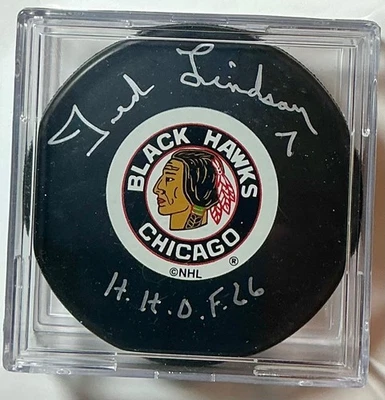 Ted Lindsay 7
BLACK HAWKS
CHICAGO
®
©NHL
H.H.O.F. 66